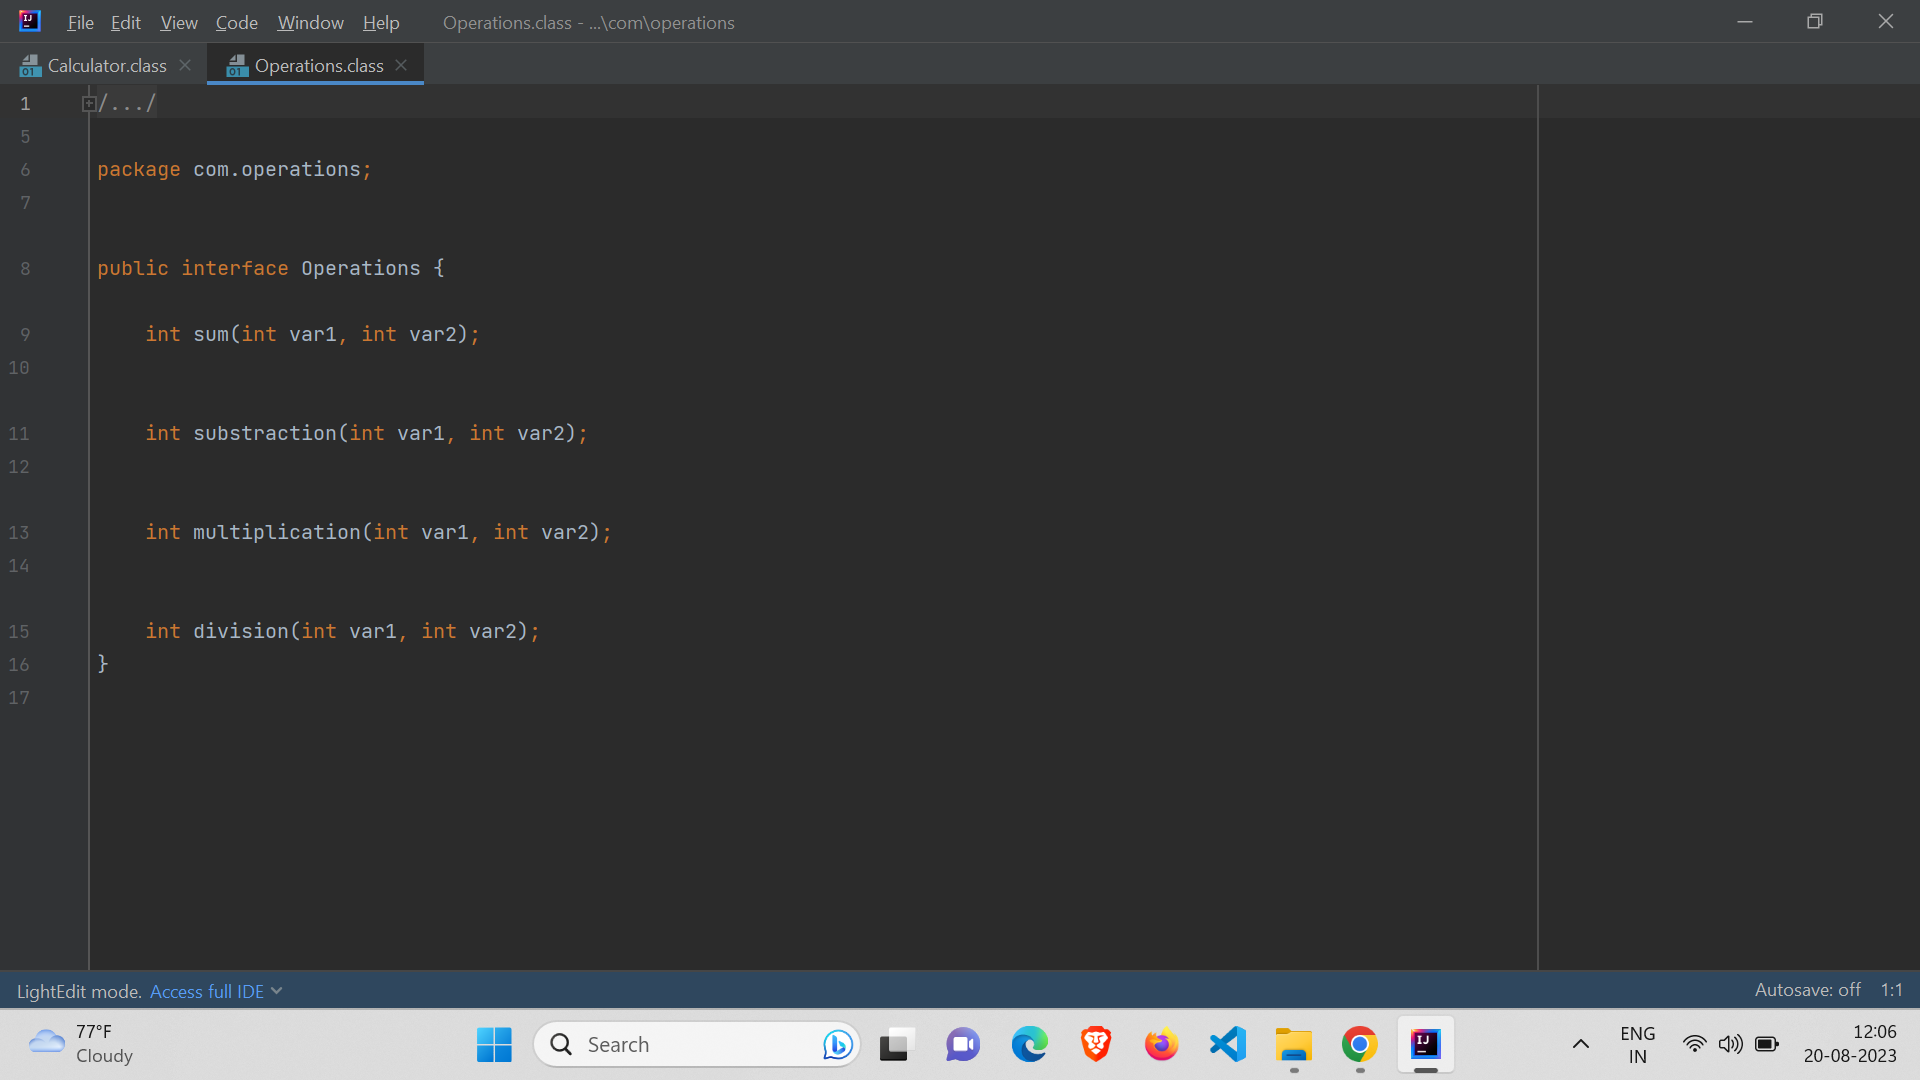 File Edit View Code Window Help Operations.class - ...\com\operations
Calculator.class Operations.class
1 /.../
5
6 package com.operations;
7
8 public interface Operations {
9 int sum(int var1, int var2);
10
11 int substraction(int var1, int var2);
12
13 int multiplication(int var1, int var2);
14
15 int division(int var1, int var2);
16 }
17
LightEdit mode. Access full IDE Autosave: off 1:1
77°F
Cloudy
Search
ENG
IN
12:06
20-08-2023